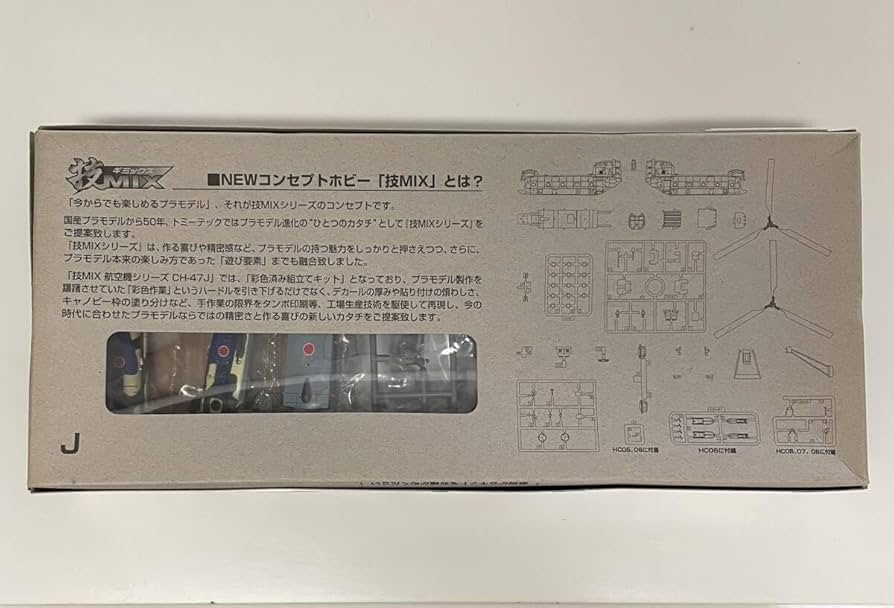 技MIX
ギミックス
■NEWコンセプトホビー「技MIX」とは？
「今からでも楽しめるプラモデル」、それが技MIXシリーズのコンセプトです。
国産プラモデルから50年、トミーテックではプラモデル進化の"ひとつのカタチ"として「技MIXシリーズ」を
ご提案致します。
「技MIXシリーズ」は、作る喜びや精密感など、プラモデルの持つ魅力をしっかりと押さえつつ、さらに、
プラモデル本来の楽しみ方であった「遊び要素」までも融合致しました。
「技MIX 航空機シリーズ CH-47J」では、「彩色済み組立てキット」となっており、プラモデル製作を
躊躇させていた「彩色作業」というハードルを引き下げるだけでなく、デカールの厚みや貼り付けの煩わしさ、
キャノピー枠の塗り分けなど、手作業の限界をタンポ印刷等、工場生産技術を駆使して再現し、今の
時代に合わせたプラモデルならではの精密さと作る喜びの新しいカタチをご提案致します。
J
HC05、06に付属
HC08に付属
HC06、07、08に付属